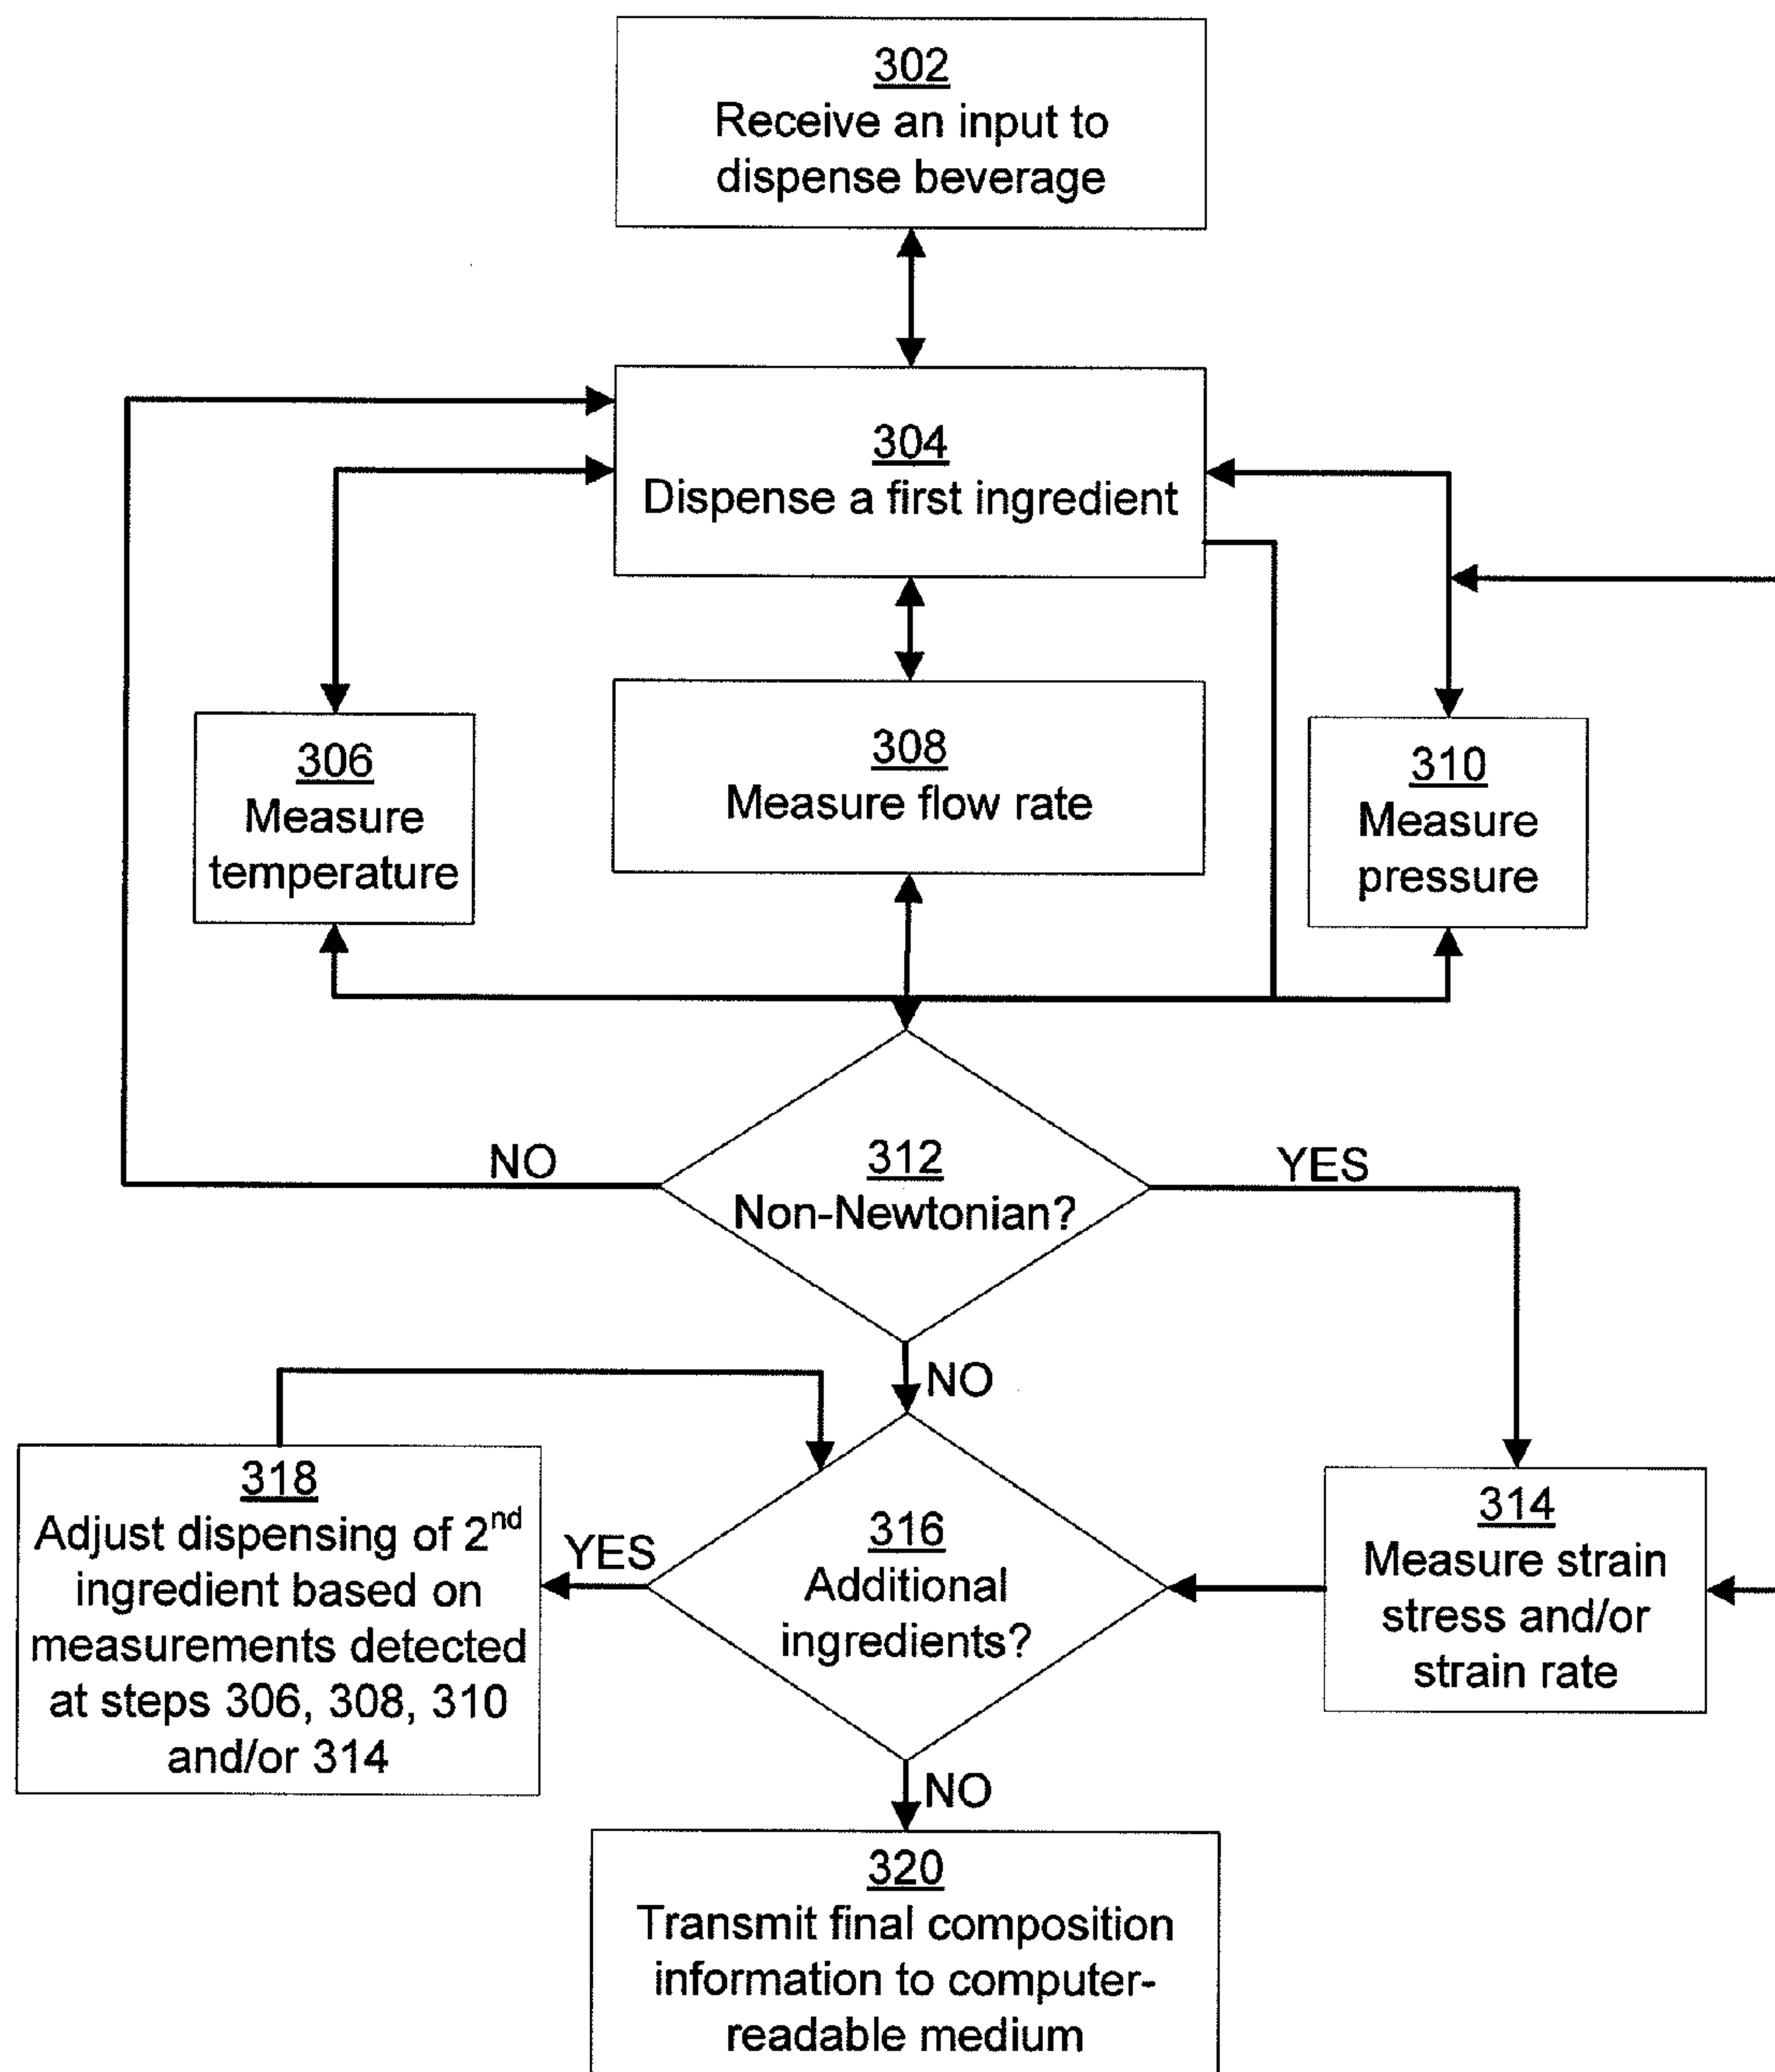 302
Receive an input to
dispense beverage
304
Dispense a first ingredient
306
Measure
temperature
308
Measure flow rate
310
Measure
pressure
312
Non-Newtonian?
NO
YES
NO
314
Measure strain
stress and/or
strain rate
316
Additional
ingredients?
YES
318
Adjust dispensing of 2nd
ingredient based on
measurements detected
at steps 306, 308, 310
and/or 314
NO
320
Transmit final composition
information to computer-
readable medium